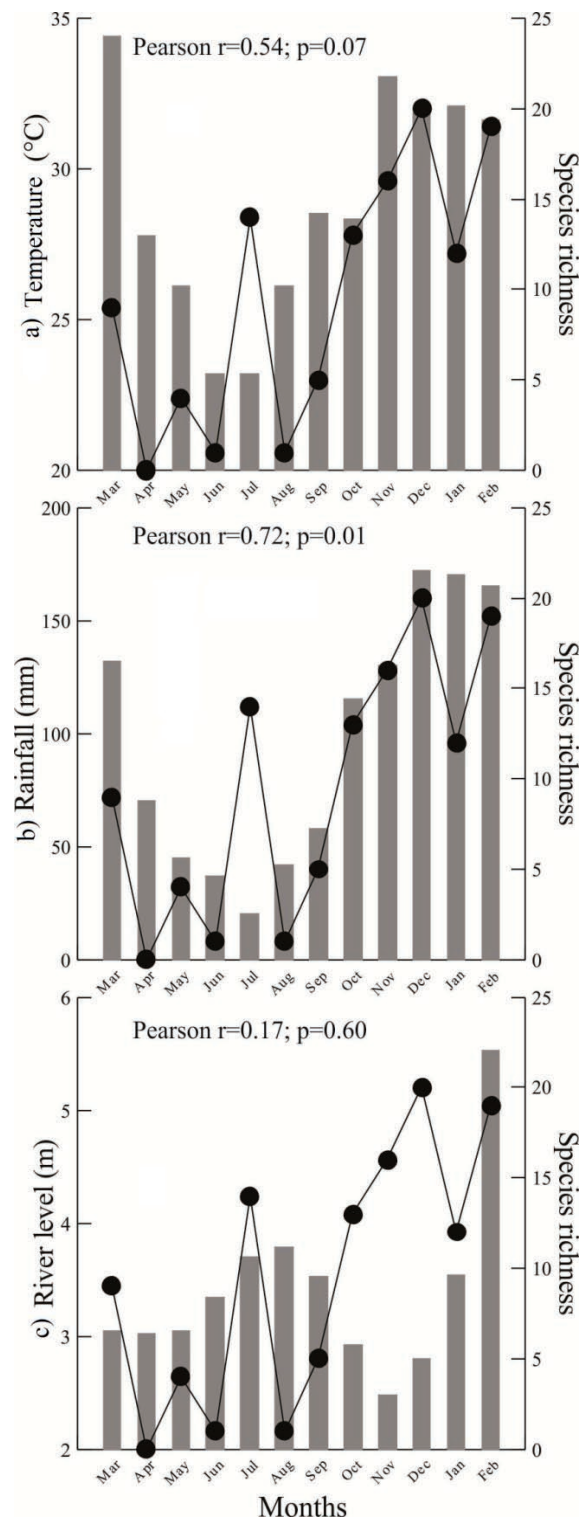 Pearson r=0.54; p=0.07
a) Temperature (°C)
35
30
25
20
Species richness
25
20
15
10
5
0
Mar Apr May Jun Jul Aug Sep Oct Nov Dec Jan Feb
Pearson r=0.72; p=0.01
b) Rainfall (mm)
200
150
100
50
0
Species richness
25
20
15
10
5
0
Mar Apr May Jun Jul Aug Sep Oct Nov Dec Jan Feb
Pearson r=0.17; p=0.60
c) River level (m)
6
5
4
3
2
Species richness
25
20
15
10
5
0
Mar Apr May Jun Jul Aug Sep Oct Nov Dec Jan Feb
Months